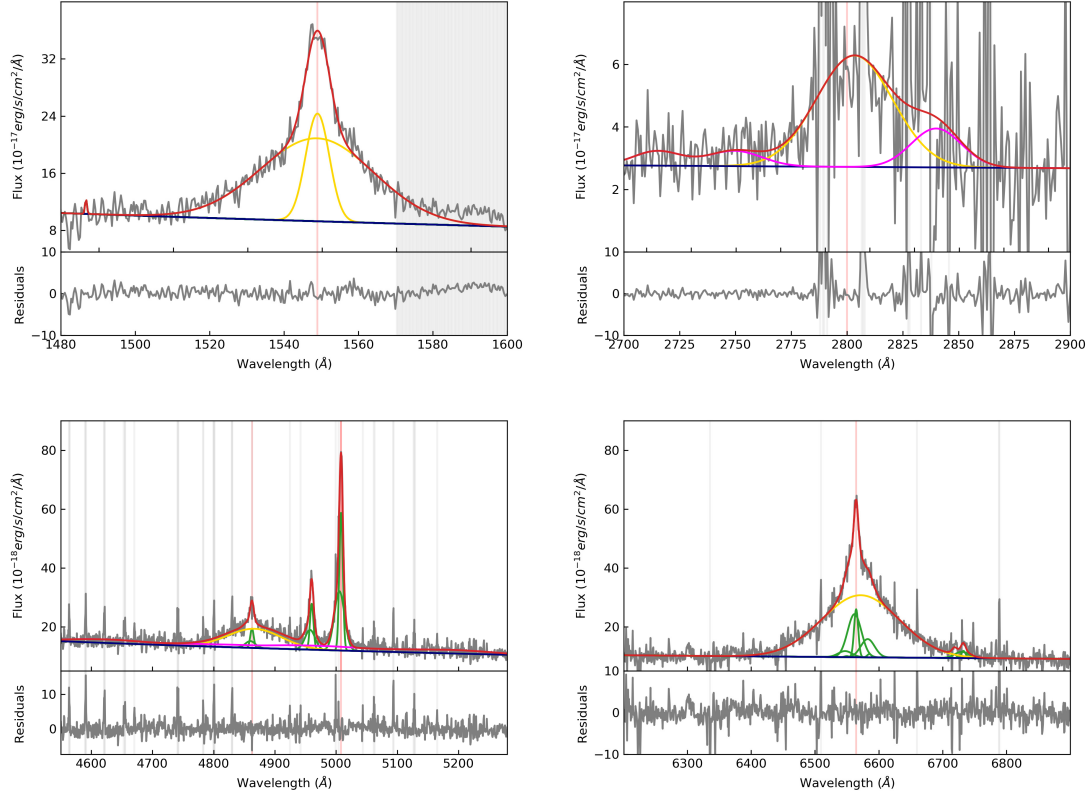 32
24
16
8
Flux (10⁻¹⁷erg/s/cm²/Å)
10
0
−10
Residuals
1480 1500 1520 1540 1560 1580 1600
Wavelength (Å)
6
4
2
Flux (10⁻¹⁷erg/s/cm²/Å)
10
0
−10
Residuals
2700 2725 2750 2775 2800 2825 2850 2875 2900
Wavelength (Å)
80
60
40
20
Flux (10⁻¹⁸erg/s/cm²/Å)
10
0
Residuals
4600 4700 4800 4900 5000 5100 5200
Wavelength (Å)
80
60
40
20
Flux (10⁻¹⁸erg/s/cm²/Å)
10
0
−10
Residuals
6300 6400 6500 6600 6700 6800
Wavelength (Å)